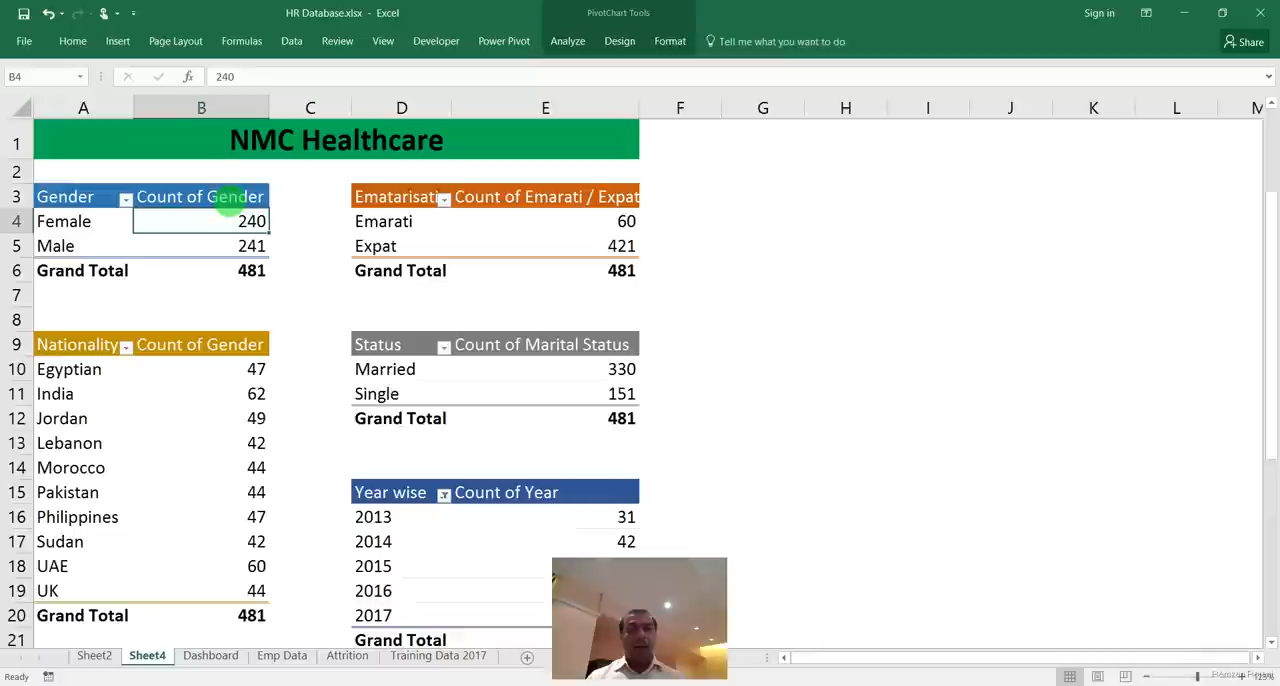 HR Database.xlsx - Excel
PivotChart Tools
Sign in
File Home Insert Page Layout Formulas Data Review View Developer Power Pivot Analyze Design Format Tell me what you want to do Share
B4 fx 240
A B C D E F G H I J K L M
1 NMC Healthcare
2
3 Gender Count of Gender Ematarisati Count of Emarati / Expat
4 Female 240 Emarati 60
5 Male 241 Expat 421
6 Grand Total 481 Grand Total 481
7
8
9 Nationality Count of Gender Status Count of Marital Status
10 Egyptian 47 Married 330
11 India 62 Single 151
12 Jordan 49 Grand Total 481
13 Lebanon 42
14 Morocco 44
15 Pakistan 44 Year wise Count of Year
16 Philippines 47 2013 31
17 Sudan 42 2014 42
18 UAE 60 2015
19 UK 44 2016
20 Grand Total 481 2017
21 Grand Total
Sheet2 Sheet4 Dashboard Emp Data Attrition Training Data 2017
Ready